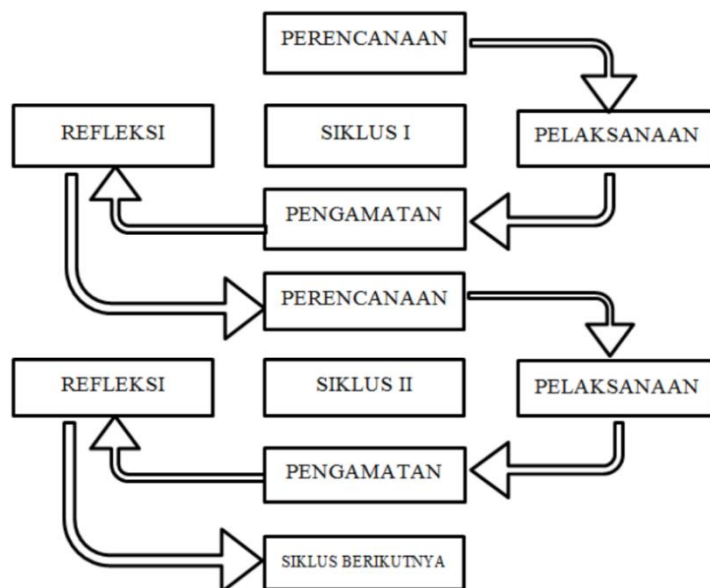 PERENCANAAN
REFLEKSI
SIKLUS I
PELAKSANAAN
PENGAMATAN
PERENCANAAN
REFLEKSI
SIKLUS II
PELAKSANAAN
PENGAMATAN
SIKLUS BERIKUTNYA